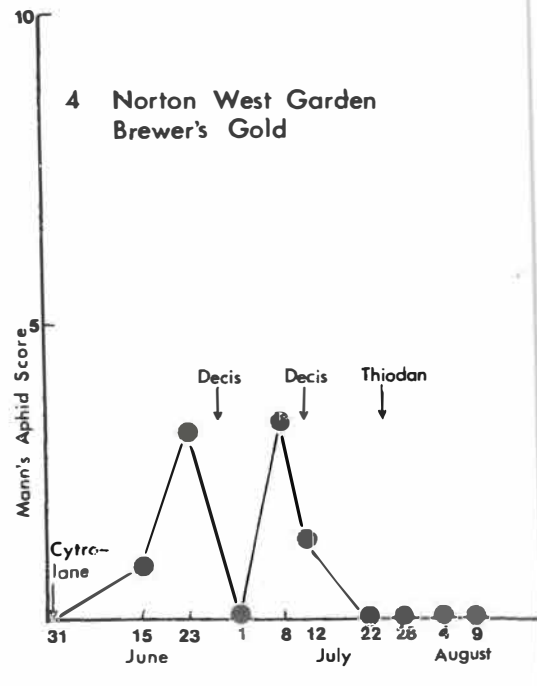 10
4 Norton West Garden
Brewer's Gold
5
Mann's Aphid Score
Decis Decis Thiodan
Cytro-
lane
31 15 23 1 8 12 22 28 4 9
June July August